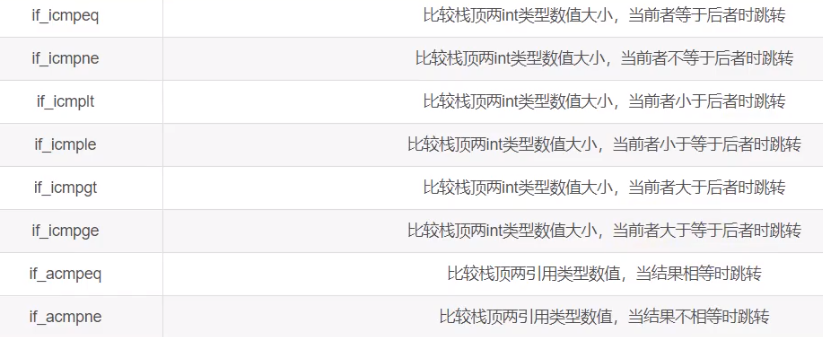 if_icmpeq 比较栈顶两int类型数值大小，当前者等于后者时跳转
if_icmpne 比较栈顶两int类型数值大小，当前者不等于后者时跳转
if_icmplt 比较栈顶两int类型数值大小，当前者小于后者时跳转
if_icmple 比较栈顶两int类型数值大小，当前者小于等于后者时跳转
if_icmpgt 比较栈顶两int类型数值大小，当前者大于后者时跳转
if_icmpge 比较栈顶两int类型数值大小，当前者大于等于后者时跳转
if_acmpeq 比较栈顶两引用类型数值，当结果相等时跳转
if_acmpne 比较栈顶两引用类型数值，当结果不相等时跳转